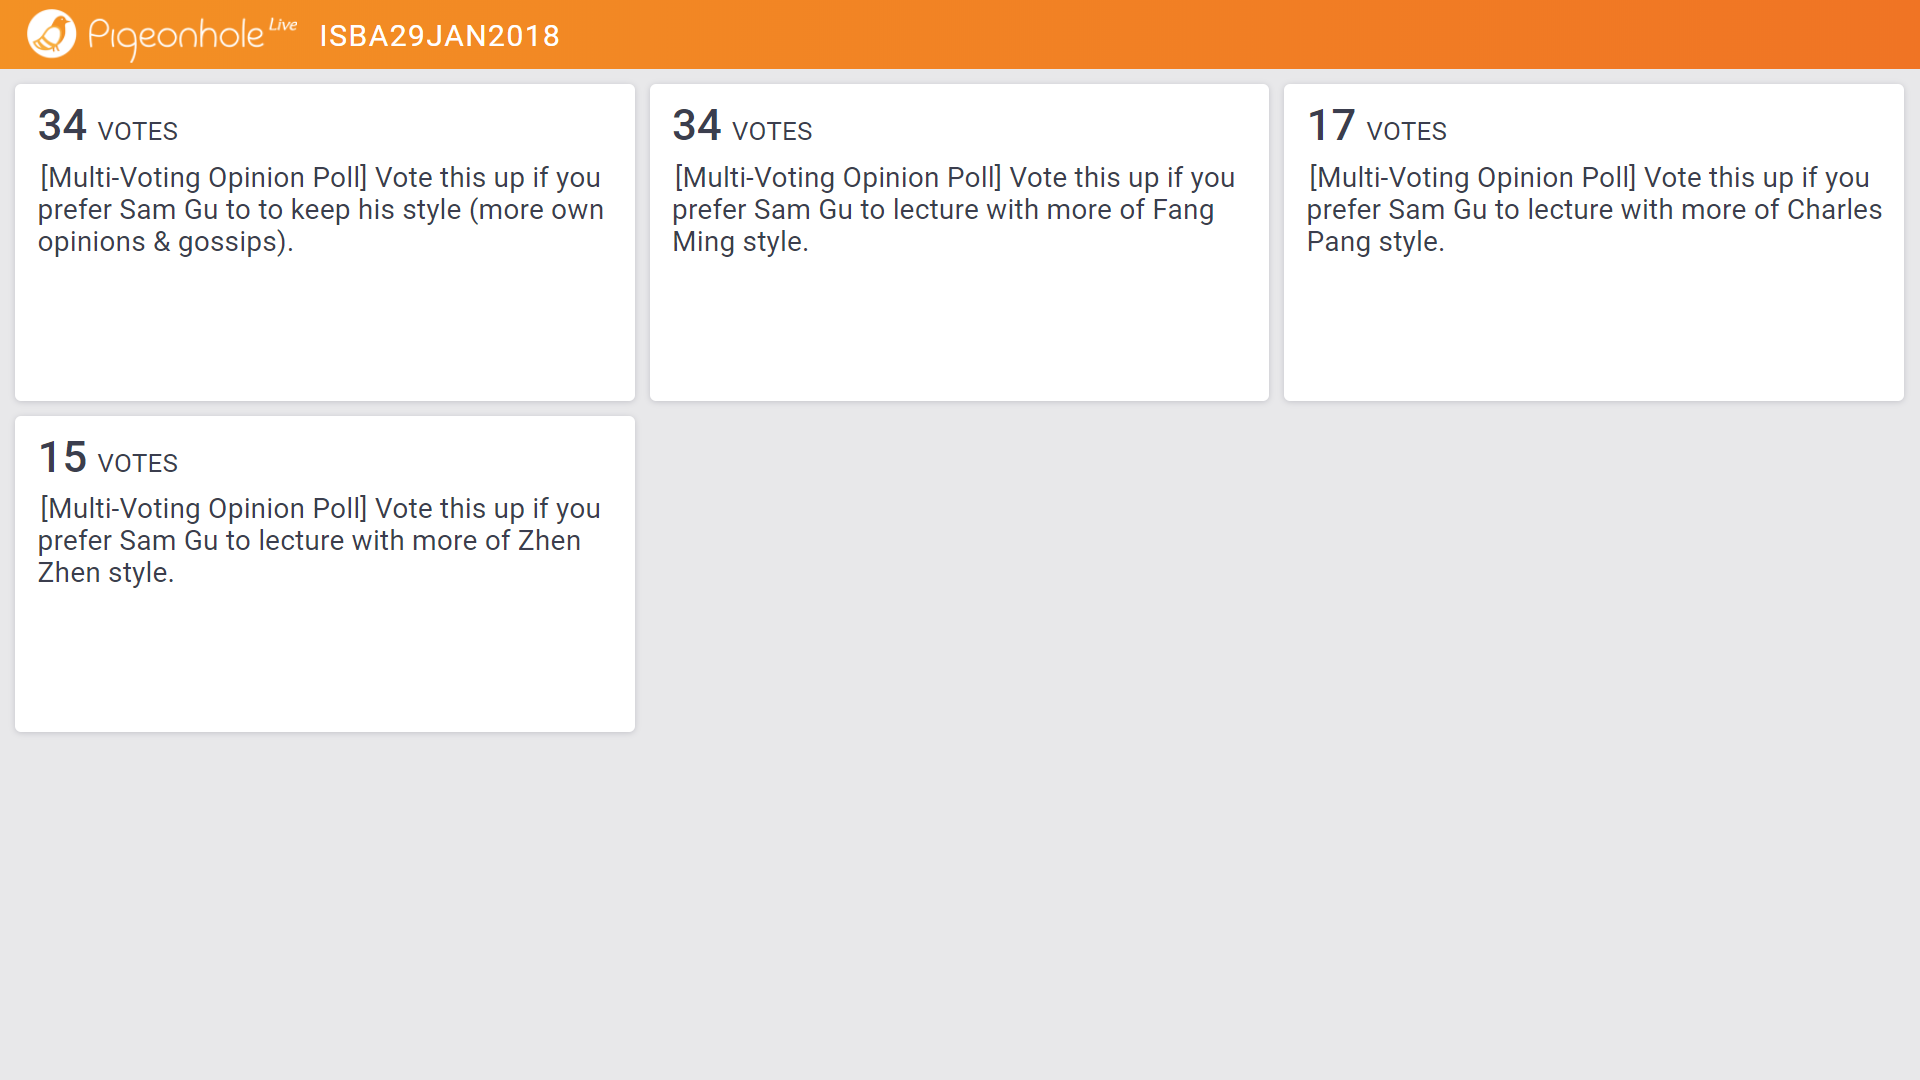 Pigeonhole Live ISBA29JAN2018
34 VOTES
[Multi-Voting Opinion Poll] Vote this up if you
prefer Sam Gu to to keep his style (more own
opinions & gossips).
34 VOTES
[Multi-Voting Opinion Poll] Vote this up if you
prefer Sam Gu to lecture with more of Fang
Ming style.
17 VOTES
[Multi-Voting Opinion Poll] Vote this up if you
prefer Sam Gu to lecture with more of Charles
Pang style.
15 VOTES
[Multi-Voting Opinion Poll] Vote this up if you
prefer Sam Gu to lecture with more of Zhen
Zhen style.